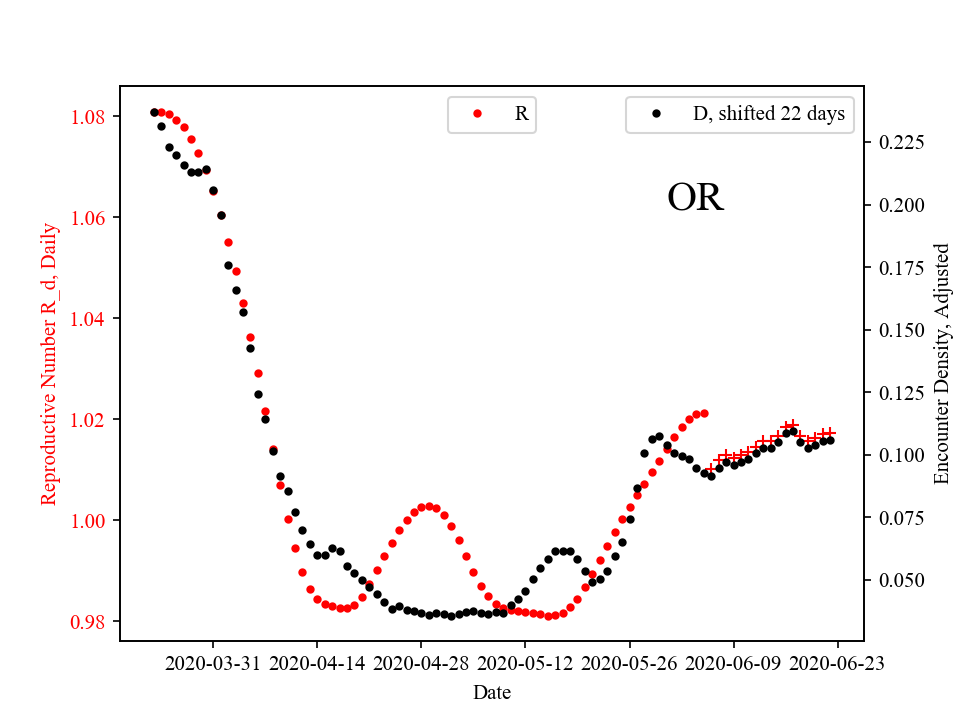 R
D, shifted 22 days
OR
Reproductive Number R_d, Daily
1.08
1.06
1.04
1.02
1.00
0.98
0.225
0.200
0.175
0.150
0.125
0.100
0.075
0.050
Encounter Density, Adjusted
2020-03-31 2020-04-14 2020-04-28 2020-05-12 2020-05-26 2020-06-09 2020-06-23
Date